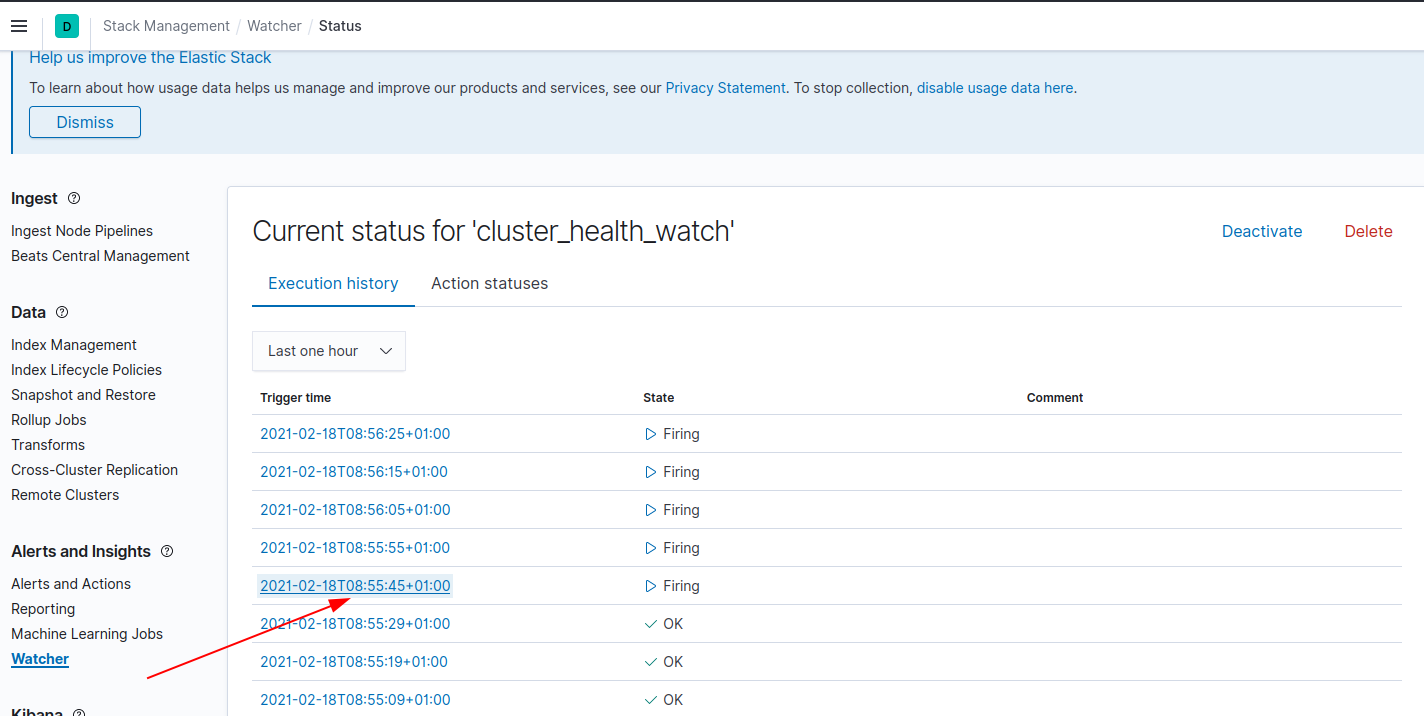 D Stack Management / Watcher / Status
Help us improve the Elastic Stack
To learn about how usage data helps us manage and improve our products and services, see our Privacy Statement. To stop collection, disable usage data here.
Dismiss
Ingest
Ingest Node Pipelines
Beats Central Management
Data
Index Management
Index Lifecycle Policies
Snapshot and Restore
Rollup Jobs
Transforms
Cross-Cluster Replication
Remote Clusters
Alerts and Insights
Alerts and Actions
Reporting
Machine Learning Jobs
Watcher
Kibana
Current status for 'cluster_health_watch'
Deactivate Delete
Execution history Action statuses
Last one hour
Trigger time State Comment
2021-02-18T08:56:25+01:00 Firing
2021-02-18T08:56:15+01:00 Firing
2021-02-18T08:56:05+01:00 Firing
2021-02-18T08:55:55+01:00 Firing
2021-02-18T08:55:45+01:00 Firing
2021-02-18T08:55:29+01:00 OK
2021-02-18T08:55:19+01:00 OK
2021-02-18T08:55:09+01:00 OK